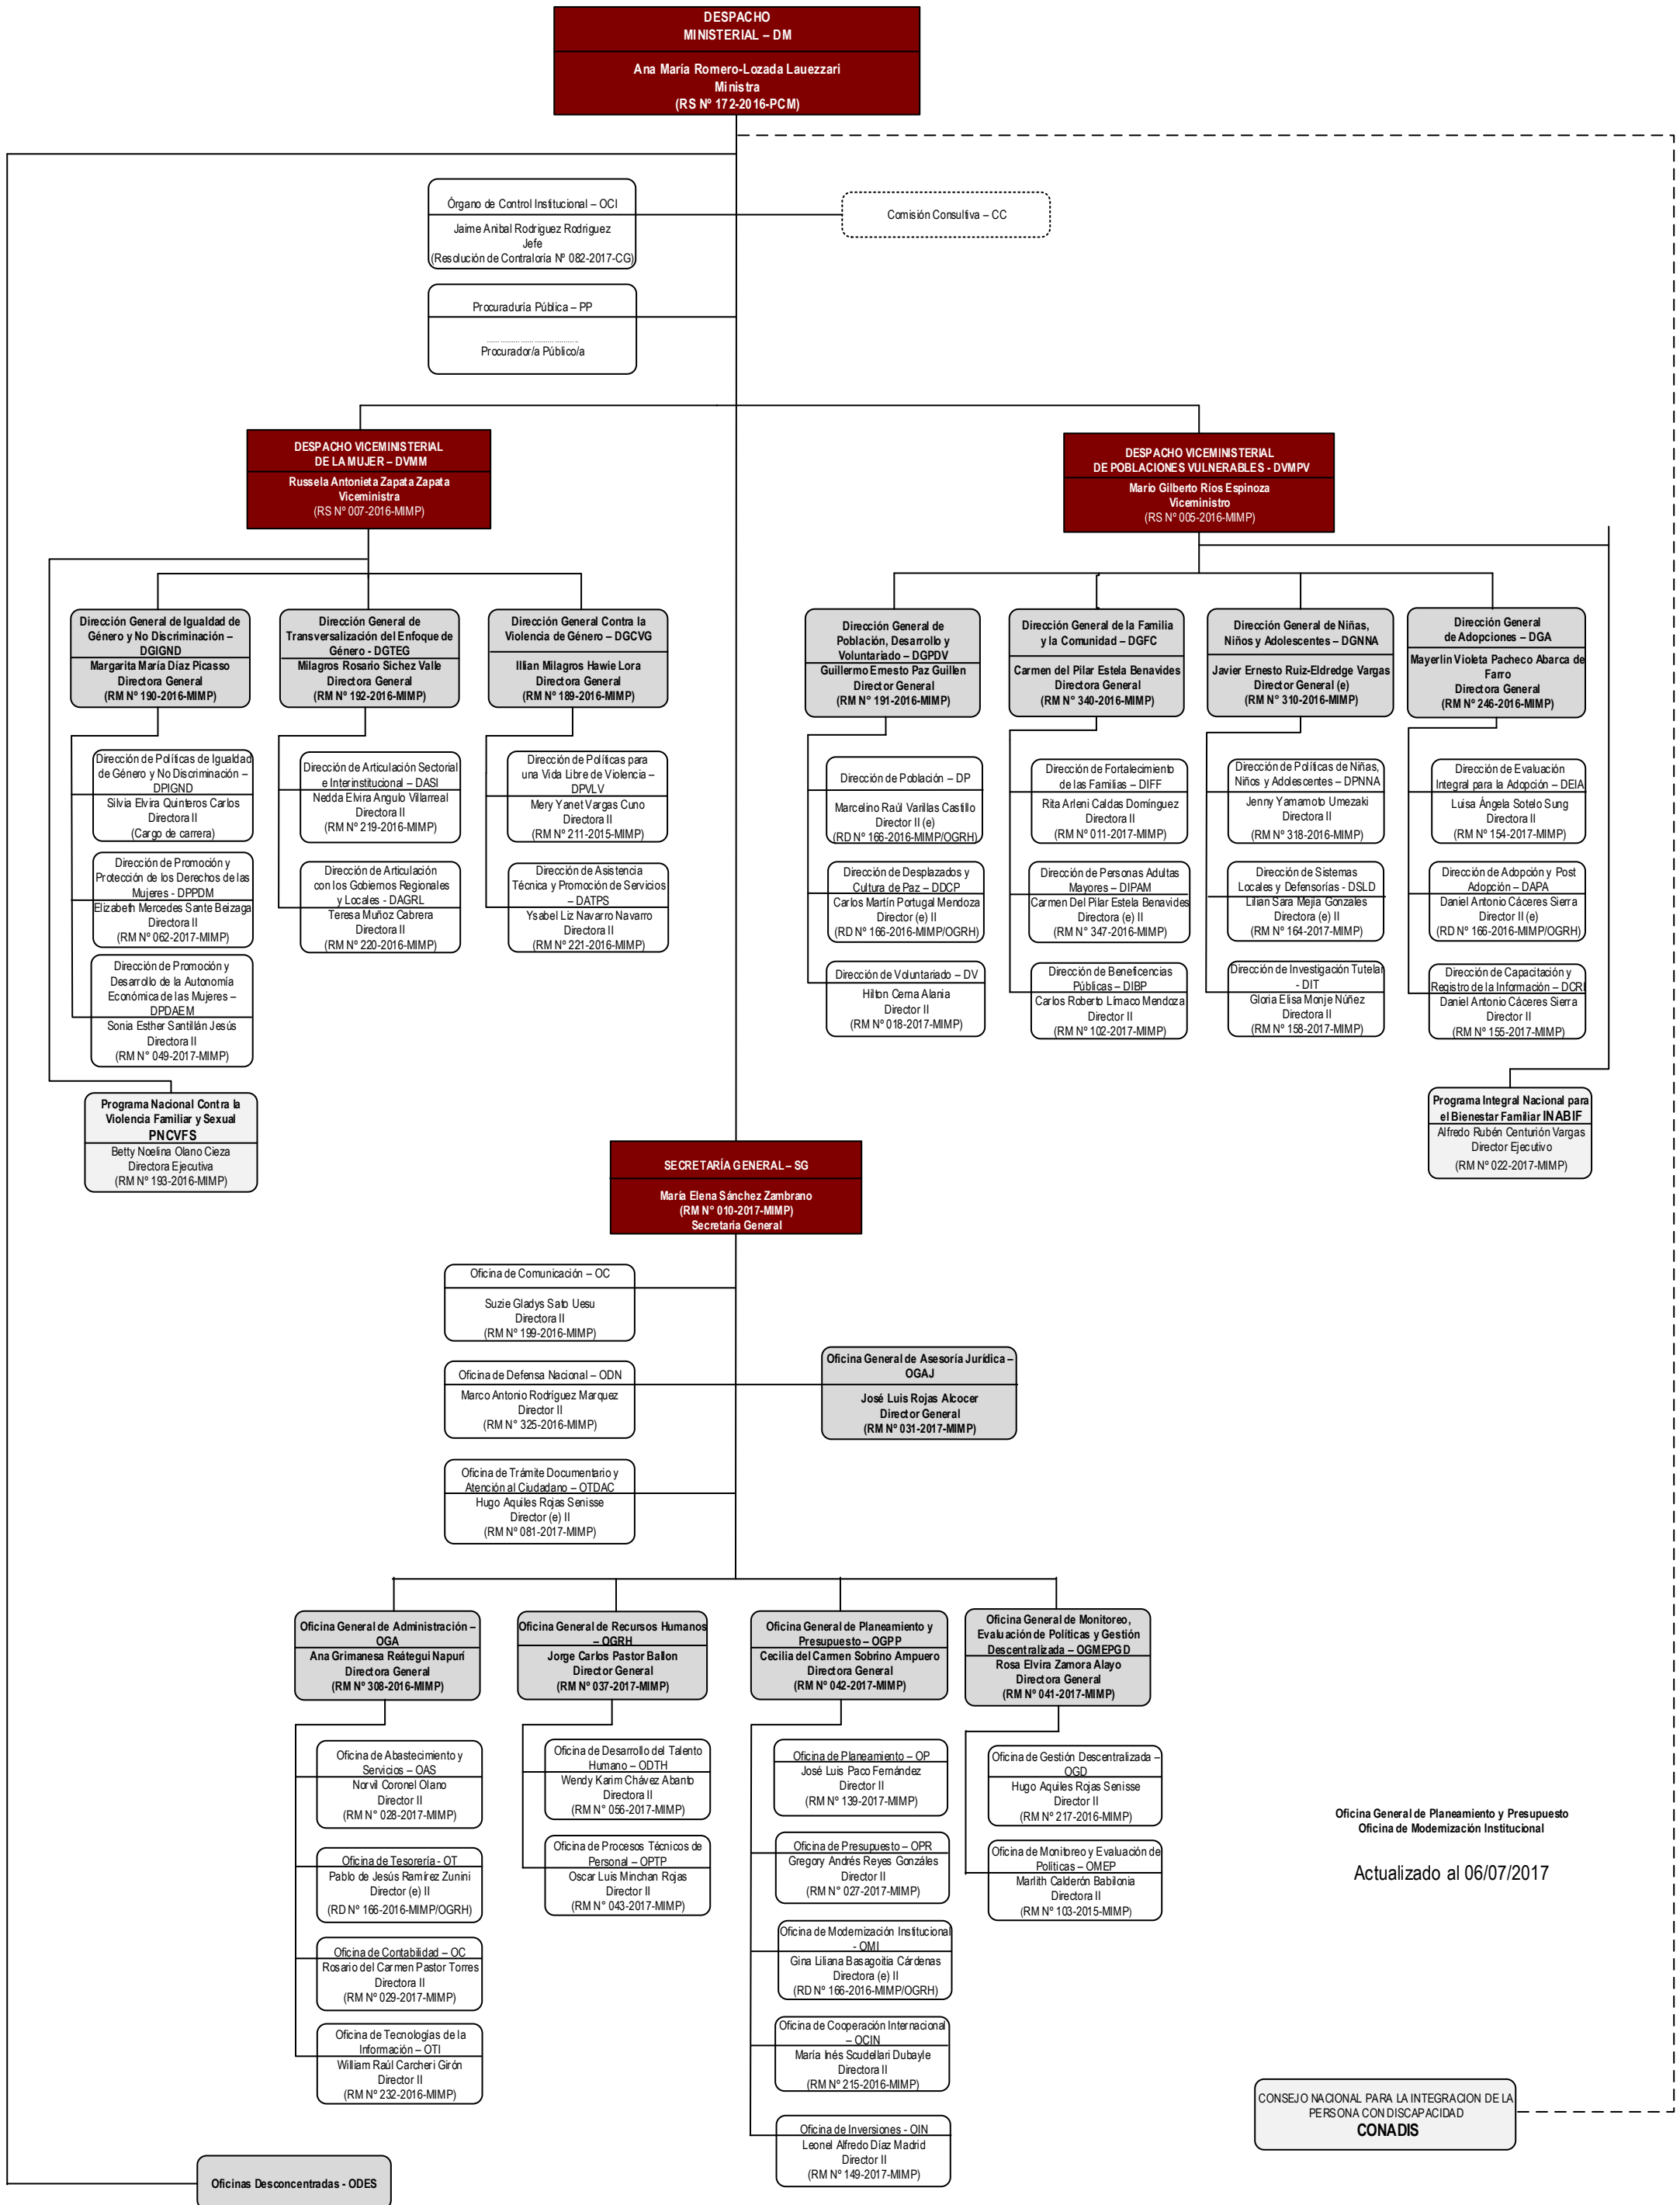 DESPACHO
MINISTERIAL – DM
Ana María Romero-Lozada Lauezzari
Ministra
(RS Nº 172-2016-PCM)
Órgano de Control Institucional – OCI
Jaime Anibal Rodriguez Rodriguez
Jefe
(Resolución de Contraloría Nº 082-2017-CG)
Comisión Consultiva – CC
Procuraduría Pública – PP
......................................
Procurador/a Público/a
DESPACHO VICEMINISTERIAL
DE LA MUJER – DVMM
Russela Antonieta Zapata Zapata
Viceministra
(RS Nº 007-2016-MIMP)
DESPACHO VICEMINISTERIAL
DE POBLACIONES VULNERABLES - DVMPV
Mario Gilberto Ríos Espinoza
Viceministro
(RS Nº 005-2016-MIMP)
Dirección General de Igualdad de
Género y No Discriminación –
DGIGND
Margarita María Díaz Picasso
Directora General
(RM Nº 190-2016-MIMP)
Dirección General de
Transversalización del Enfoque de
Género - DGTEG
Milagros Rosario Sichez Valle
Directora General
(RM Nº 192-2016-MIMP)
Dirección General Contra la
Violencia de Género – DGCVG
Illian Milagros Hawie Lora
Directora General
(RM Nº 189-2016-MIMP)
Dirección General de
Población, Desarrollo y
Voluntariado – DGPDV
Guillermo Ernesto Paz Guillen
Director General
(RM Nº 191-2016-MIMP)
Dirección General de la Familia
y la Comunidad – DGFC
Carmen del Pilar Estela Benavides
Directora General
(RM Nº 340-2016-MIMP)
Dirección General de Niñas,
Niños y Adolescentes – DGNNA
Javier Ernesto Ruiz-Eldredge Vargas
Director General (e)
(RM Nº 310-2016-MIMP)
Dirección General
de Adopciones – DGA
Mayerlin Violeta Pacheco Abarca de
Farro
Directora General
(RM Nº 246-2016-MIMP)
Dirección de Políticas de Igualdad
de Género y No Discriminación –
DPIGND
Silvia Elvira Quinteros Carlos
Directora II
(Cargo de carrera)
Dirección de Promoción y
Protección de los Derechos de las
Mujeres - DPPDM
Elizabeth Mercedes Sante Beizaga
Directora II
(RM Nº 062-2017-MIMP)
Dirección de Promoción y
Desarrollo de la Autonomía
Económica de las Mujeres –
DPDAEM
Sonia Esther Santillán Jesús
Directora II
(RM N° 049-2017-MIMP)
Dirección de Articulación Sectorial
e Interinstitucional – DASI
Nedda Elvira Angulo Villarreal
Directora II
(RM Nº 219-2016-MIMP)
Dirección de Articulación
con los Gobiernos Regionales
y Locales - DAGRL
Teresa Muñoz Cabrera
Directora II
(RM Nº 220-2016-MIMP)
Dirección de Políticas para
una Vida Libre de Violencia –
DPVLV
Mery Yanet Vargas Cuno
Directora II
(RM Nº 211-2015-MIMP)
Dirección de Asistencia
Técnica y Promoción de Servicios
– DATPS
Ysabel Liz Navarro Navarro
Directora II
(RM Nº 221-2016-MIMP)
Dirección de Población – DP
Marcelino Raúl Varillas Castillo
Director II (e)
(RD Nº 166-2016-MIMP/OGRH)
Dirección de Desplazados y
Cultura de Paz – DDCP
Carlos Martín Portugal Mendoza
Director (e) II
(RD Nº 166-2016-MIMP/OGRH)
Dirección de Voluntariado – DV
Hilton Cerna Alania
Director II
(RM Nº 018-2017-MIMP)
Dirección de Fortalecimiento
de las Familias – DIFF
Rita Arleni Caldas Domínguez
Directora II
(RM Nº 011-2017-MIMP)
Dirección de Personas Adultas
Mayores – DIPAM
Carmen Del Pilar Estela Benavides
Directora (e) II
(RM N° 347-2016-MIMP)
Dirección de Beneficencias
Públicas – DIBP
Carlos Roberto Límaco Mendoza
Director II
(RM Nº 102-2017-MIMP)
Dirección de Políticas de Niñas,
Niños y Adolescentes – DPNNA
Jenny Yamamoto Umezaki
Directora II
(RM Nº 318-2016-MIMP)
Dirección de Sistemas
Locales y Defensorías - DSLD
Lilian Sara Mejía Gonzales
Directora (e) II
(RM Nº 164-2017-MIMP)
Dirección de Investigación Tutelar
- DIT
Gloria Elisa Monje Núñez
Directora II
(RM Nº 158-2017-MIMP)
Dirección de Evaluación
Integral para la Adopción – DEIA
Luisa Ángela Sotelo Sung
Directora II
(RM Nº 154-2017-MIMP)
Dirección de Adopción y Post
Adopción – DAPA
Daniel Antonio Cáceres Sierra
Director II (e)
(RD Nº 166-2016-MIMP/OGRH)
Dirección de Capacitación y
Registro de la Información – DCRI
Daniel Antonio Cáceres Sierra
Director II
(RM N° 155-2017-MIMP)
Programa Nacional Contra la
Violencia Familiar y Sexual
PNCVFS
Betty Noelina Olano Cieza
Directora Ejecutiva
(RM Nº 193-2016-MIMP)
Programa Integral Nacional para
el Bienestar Familiar INABIF
Alfredo Rubén Centurión Vargas
Director Ejecutivo
(RM Nº 022-2017-MIMP)
SECRETARÍA GENERAL – SG
María Elena Sánchez Zambrano
(RM N° 010-2017-MIMP)
Secretaria General
Oficina de Comunicación – OC
Suzie Gladys Sato Uesu
Directora II
(RM Nº 199-2016-MIMP)
Oficina de Defensa Nacional – ODN
Marco Antonio Rodríguez Marquez
Director II
(RM N° 325-2016-MIMP)
Oficina General de Asesoría Jurídica –
OGAJ
José Luis Rojas Alcocer
Director General
(RM Nº 031-2017-MIMP)
Oficina de Trámite Documentario y
Atención al Ciudadano – OTDAC
Hugo Aquiles Rojas Senisse
Director (e) II
(RM Nº 081-2017-MIMP)
Oficina General de Administración –
OGA
Ana Grimanesa Reátegui Napurí
Directora General
(RM Nº 308-2016-MIMP)
Oficina General de Recursos Humanos
– OGRH
Jorge Carlos Pastor Ballon
Director General
(RM Nº 037-2017-MIMP)
Oficina General de Planeamiento y
Presupuesto – OGPP
Cecilia del Carmen Sobrino Ampuero
Directora General
(RM Nº 042-2017-MIMP)
Oficina General de Monitoreo,
Evaluación de Políticas y Gestión
Descentralizada – OGMEPGD
Rosa Elvira Zamora Alayo
Directora General
(RM Nº 041-2017-MIMP)
Oficina de Abastecimiento y
Servicios – OAS
Norvil Coronel Olano
Director II
(RM Nº 028-2017-MIMP)
Oficina de Tesorería - OT
Pablo de Jesús Ramírez Zunini
Director (e) II
(RD Nº 166-2016-MIMP/OGRH)
Oficina de Contabilidad – OC
Rosario del Carmen Pastor Torres
Directora II
(RM Nº 029-2017-MIMP)
Oficina de Tecnologías de la
Información – OTI
William Raúl Carcheri Girón
Director II
(RM Nº 232-2016-MIMP)
Oficina de Desarrollo del Talento
Humano – ODTH
Wendy Karim Chávez Abanto
Directora II
(RM N° 056-2017-MIMP)
Oficina de Procesos Técnicos de
Personal – OPTP
Oscar Luis Minchan Rojas
Director II
(RM N° 043-2017-MIMP)
Oficina de Planeamiento – OP
José Luis Paco Fernández
Director II
(RM Nº 139-2017-MIMP)
Oficina de Presupuesto – OPR
Gregory Andrés Reyes Gonzáles
Director II
(RM Nº 027-2017-MIMP)
Oficina de Modernización Institucional
- OMI
Gina Liliana Basagoitia Cárdenas
Directora (e) II
(RD Nº 166-2016-MIMP/OGRH)
Oficina de Cooperación Internacional
– OCIN
María Inés Scudellari Dubayle
Directora II
(RM Nº 215-2016-MIMP)
Oficina de Inversiones - OIN
Leonel Alfredo Díaz Madrid
Director II
(RM Nº 149-2017-MIMP)
Oficina de Gestión Descentralizada –
OGD
Hugo Aquiles Rojas Senisse
Director II
(RM Nº 217-2016-MIMP)
Oficina de Monitoreo y Evaluación de
Políticas – OMEP
Marlith Calderón Babilonia
Directora II
(RM Nº 103-2015-MIMP)
Oficina General de Planeamiento y Presupuesto
Oficina de Modernización Institucional
Actualizado al 06/07/2017
CONSEJO NACIONAL PARA LA INTEGRACION DE LA
PERSONA CON DISCAPACIDAD
CONADIS
Oficinas Desconcentradas - ODES